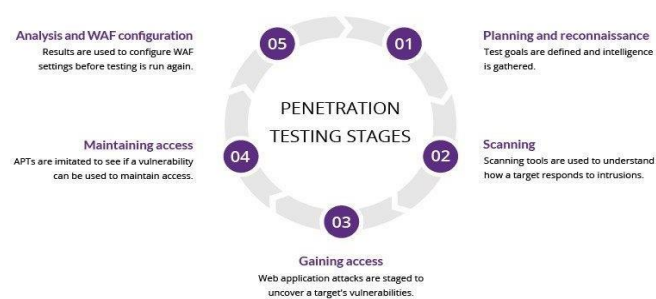 PENETRATION
TESTING STAGES
01
Planning and reconnaissance
Test goals are defined and intelligence
is gathered.
02
Scanning
Scanning tools are used to understand
how a target responds to intrusions.
03
Gaining access
Web application attacks are staged to
uncover a target's vulnerabilities.
04
Maintaining access
APTs are imitated to see if a vulnerability
can be used to maintain access.
05
Analysis and WAF configuration
Results are used to configure WAF
settings before testing is run again.